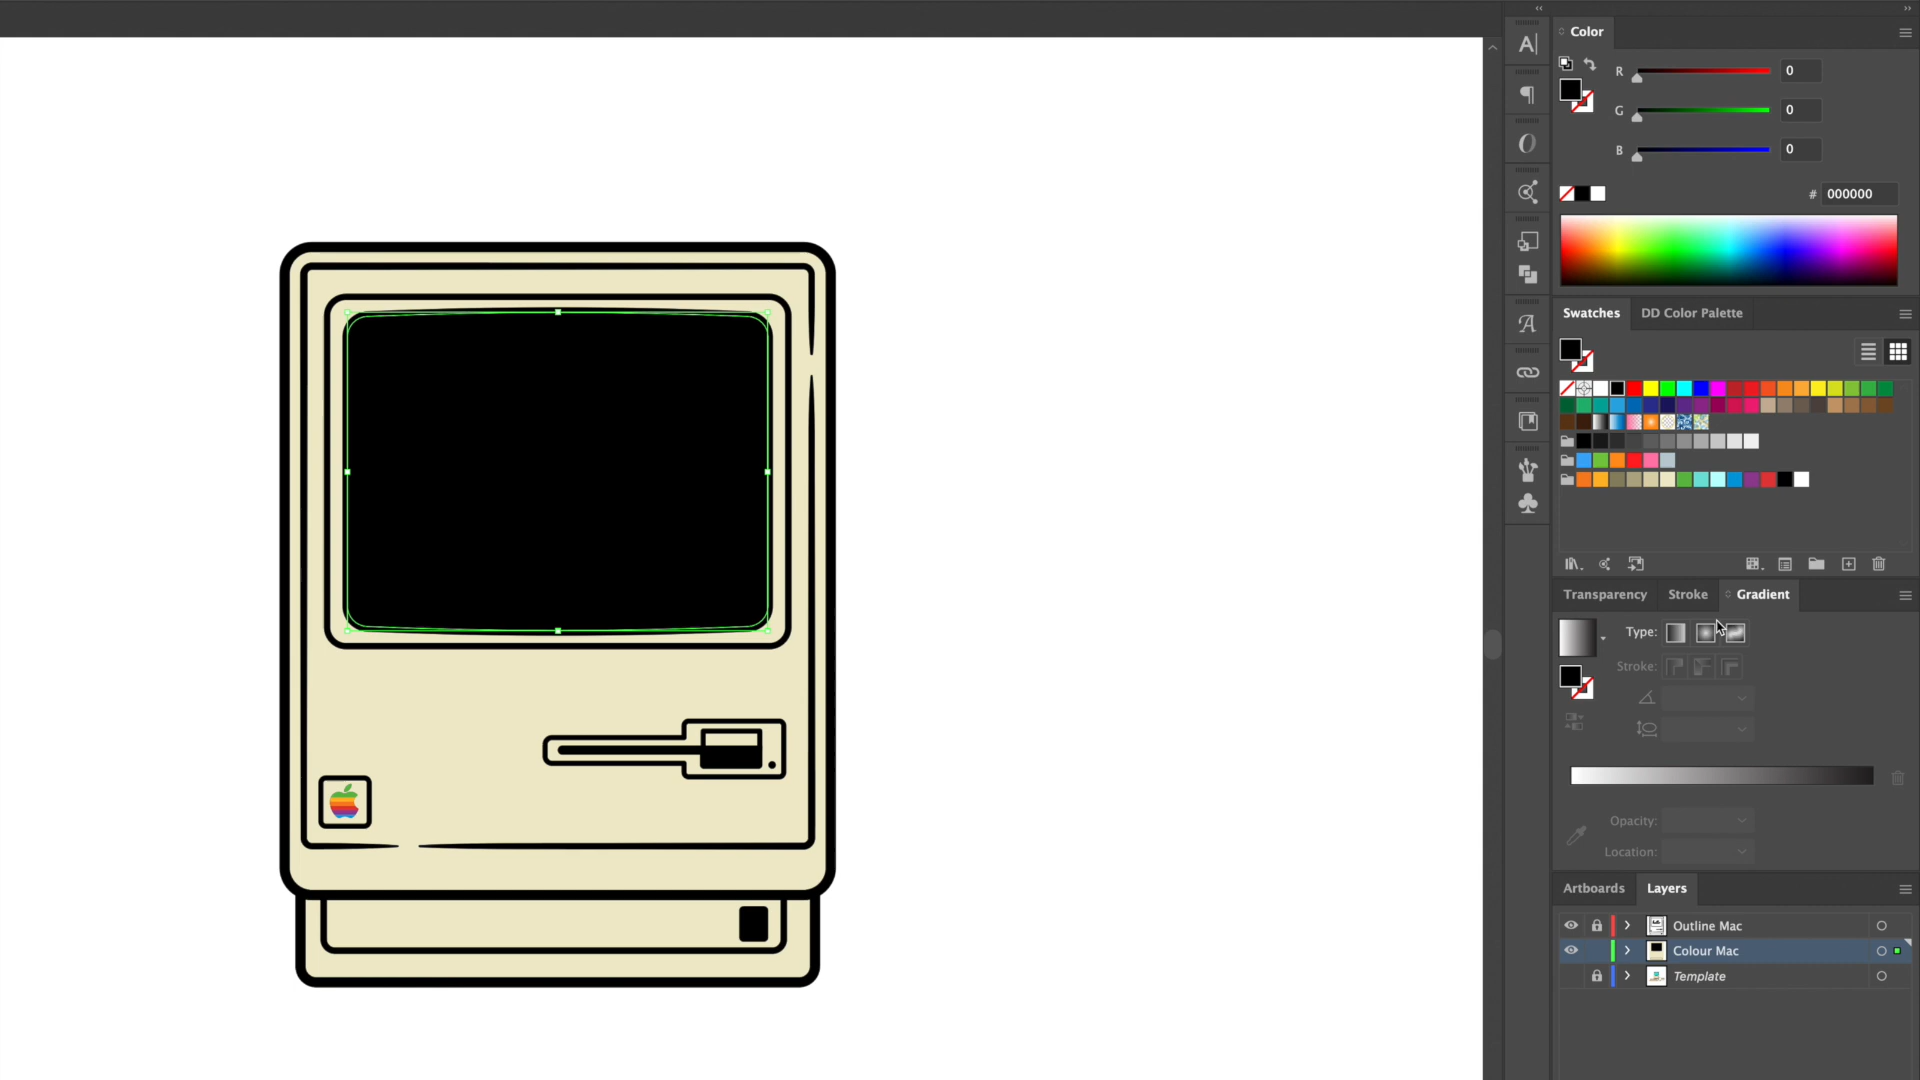 Color
R 0
G 0
B 0
# 000000
Swatches DD Color Palette
Transparency Stroke Gradient
Type:
Stroke:
Opacity:
Location:
Artboards Layers
Outline Mac
Colour Mac
Template